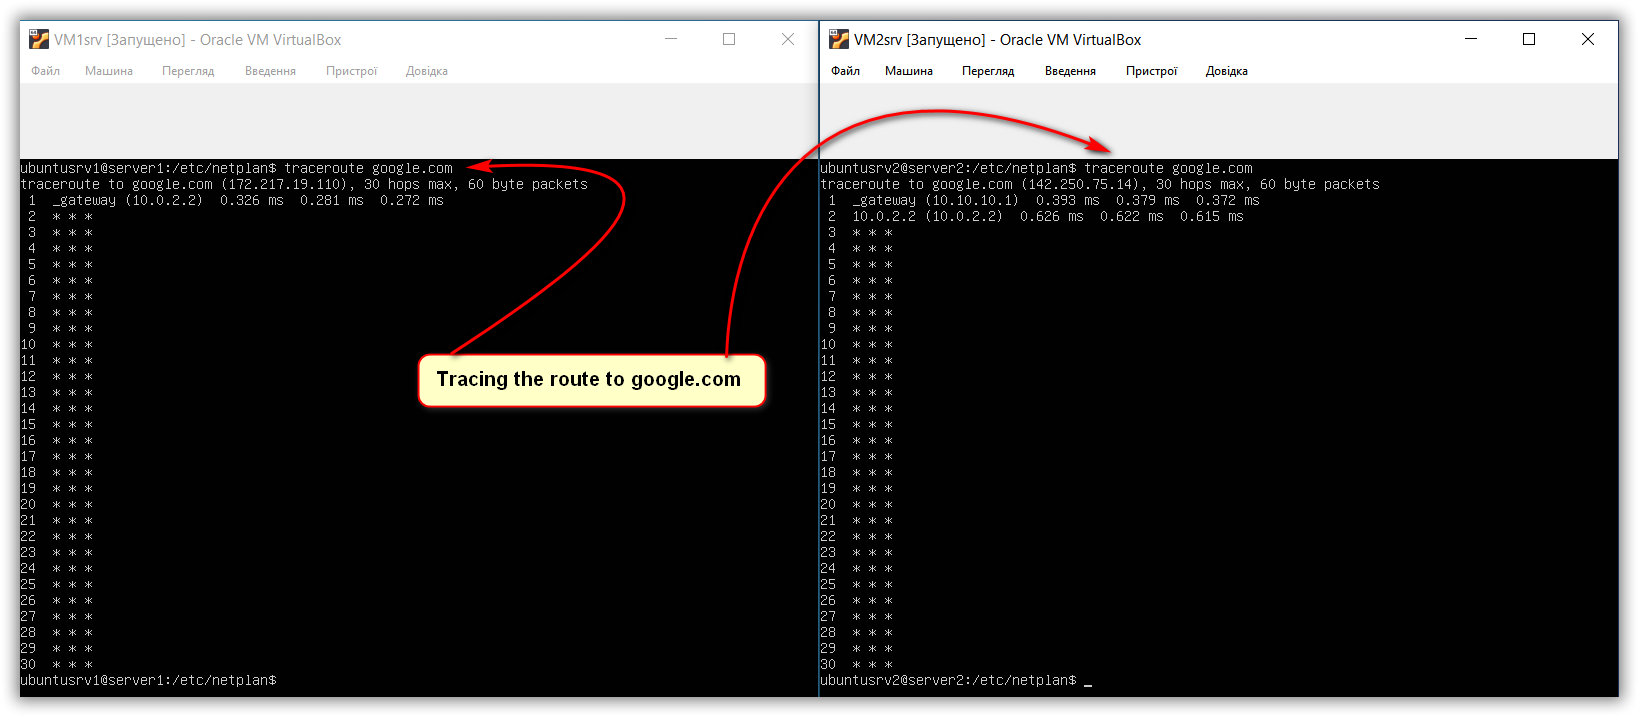 VM1srv [Запущено] - Oracle VM VirtualBox
Файл Машина Перегляд Введення Пристрої Довідка
ubuntusrv1@server1:/etc/netplan$ traceroute google.com
traceroute to google.com (172.217.19.110), 30 hops max, 60 byte packets
1 _gateway (10.0.2.2) 0.326 ms 0.281 ms 0.272 ms
2 * * *
3 * * *
4 * * *
5 * * *
6 * * *
7 * * *
8 * * *
9 * * *
10 * * *
11 * * *
12 * * *
13 * * *
14 * * *
15 * * *
16 * * *
17 * * *
18 * * *
19 * * *
20 * * *
21 * * *
22 * * *
23 * * *
24 * * *
25 * * *
26 * * *
27 * * *
28 * * *
29 * * *
30 * * *
ubuntusrv1@server1:/etc/netplan$
Tracing the route to google.com
VM2srv [Запущено] - Oracle VM VirtualBox
Файл Машина Перегляд Введення Пристрої Довідка
ubuntusrv2@server2:/etc/netplan$ traceroute google.com
traceroute to google.com (142.250.75.14), 30 hops max, 60 byte packets
1 _gateway (10.10.10.1) 0.393 ms 0.379 ms 0.372 ms
2 10.0.2.2 (10.0.2.2) 0.626 ms 0.622 ms 0.615 ms
3 * * *
4 * * *
5 * * *
6 * * *
7 * * *
8 * * *
9 * * *
10 * * *
11 * * *
12 * * *
13 * * *
14 * * *
15 * * *
16 * * *
17 * * *
18 * * *
19 * * *
20 * * *
21 * * *
22 * * *
23 * * *
24 * * *
25 * * *
26 * * *
27 * * *
28 * * *
29 * * *
30 * * *
ubuntusrv2@server2:/etc/netplan$ _